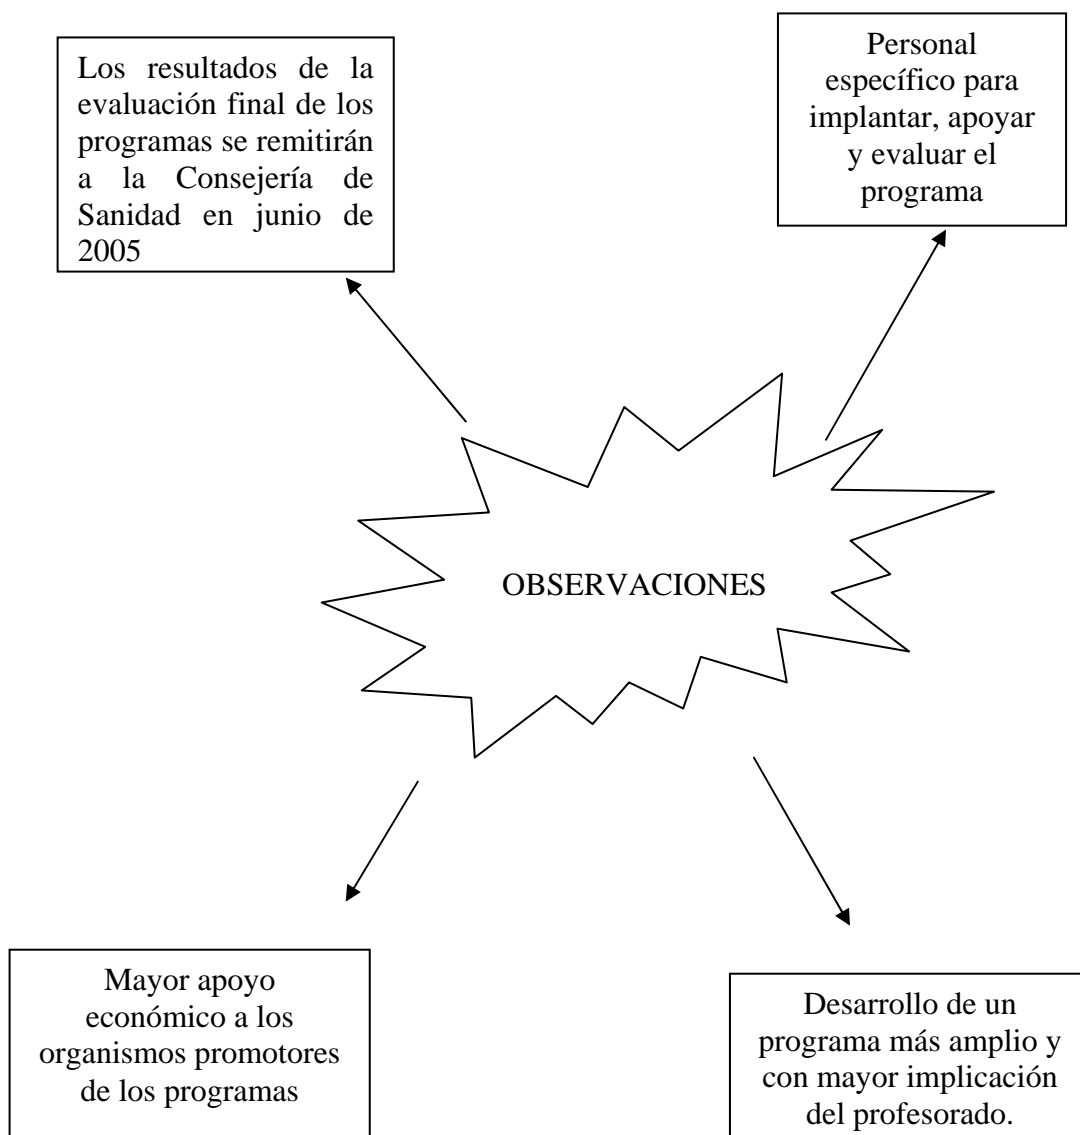 Los resultados de la
evaluación final de los
programas se remitirán
a la Consejería de
Sanidad en junio de
2005
Personal
específico para
implantar, apoyar
y evaluar el
programa
OBSERVACIONES
Mayor apoyo
económico a los
organismos promotores
de los programas
Desarrollo de un
programa más amplio y
con mayor implicación
del profesorado.